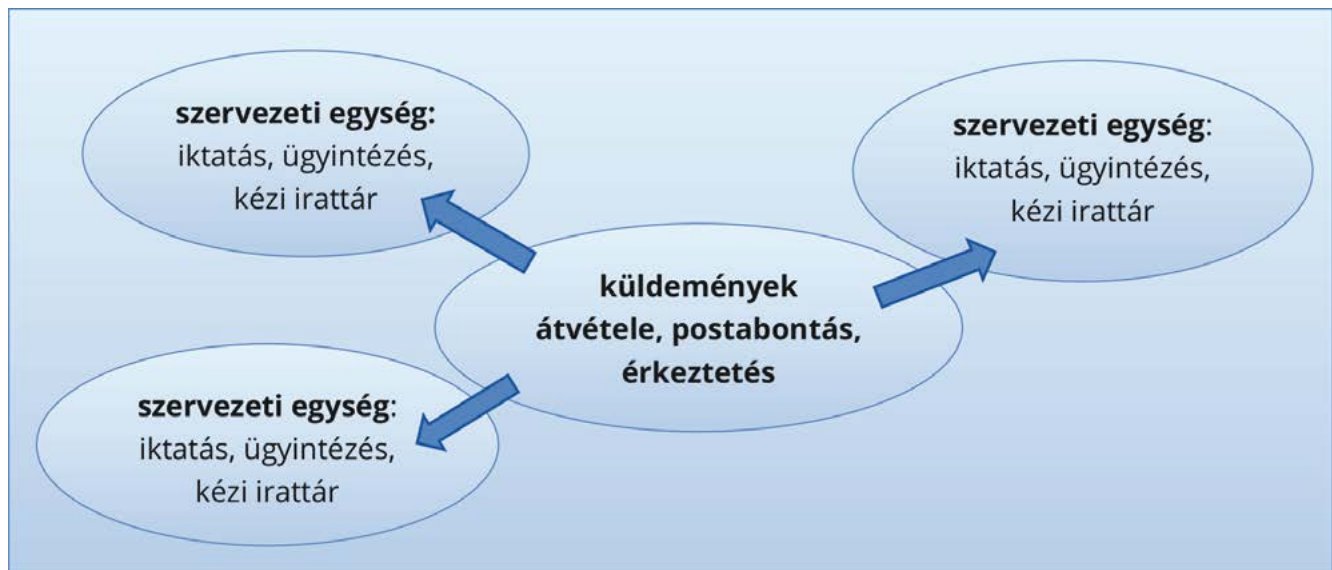 szervezeti egység:
iktatás, ügyintézés,
kézi irattár
szervezeti egység:
iktatás, ügyintézés,
kézi irattár
küldemények
átvétele, postabontás,
érkeztetés
szervezeti egység:
iktatás, ügyintézés,
kézi irattár